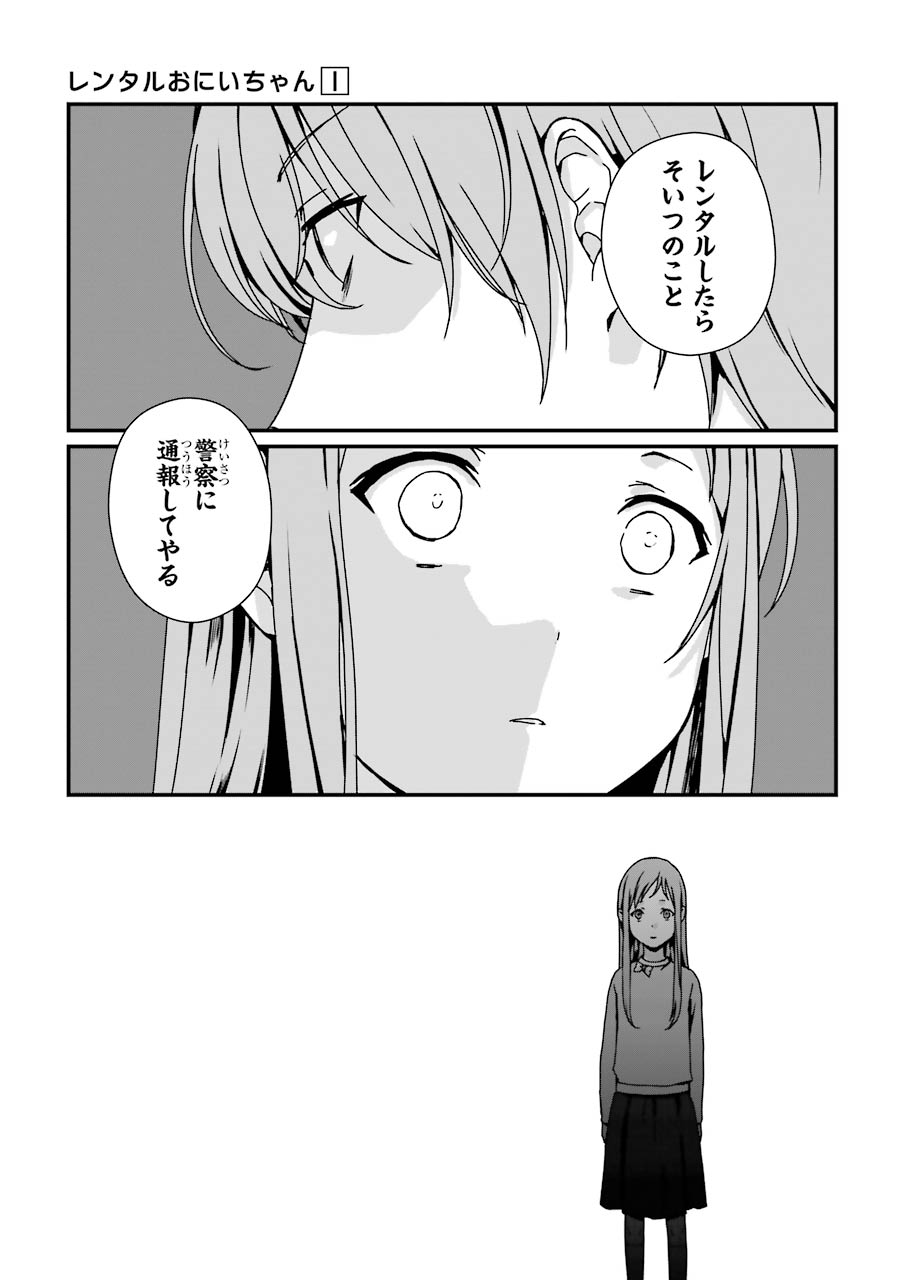 レンタルおにいちゃん 1
レンタルしたら
そいつのこと
警察に
けいさつ
通報してやる
つうほう